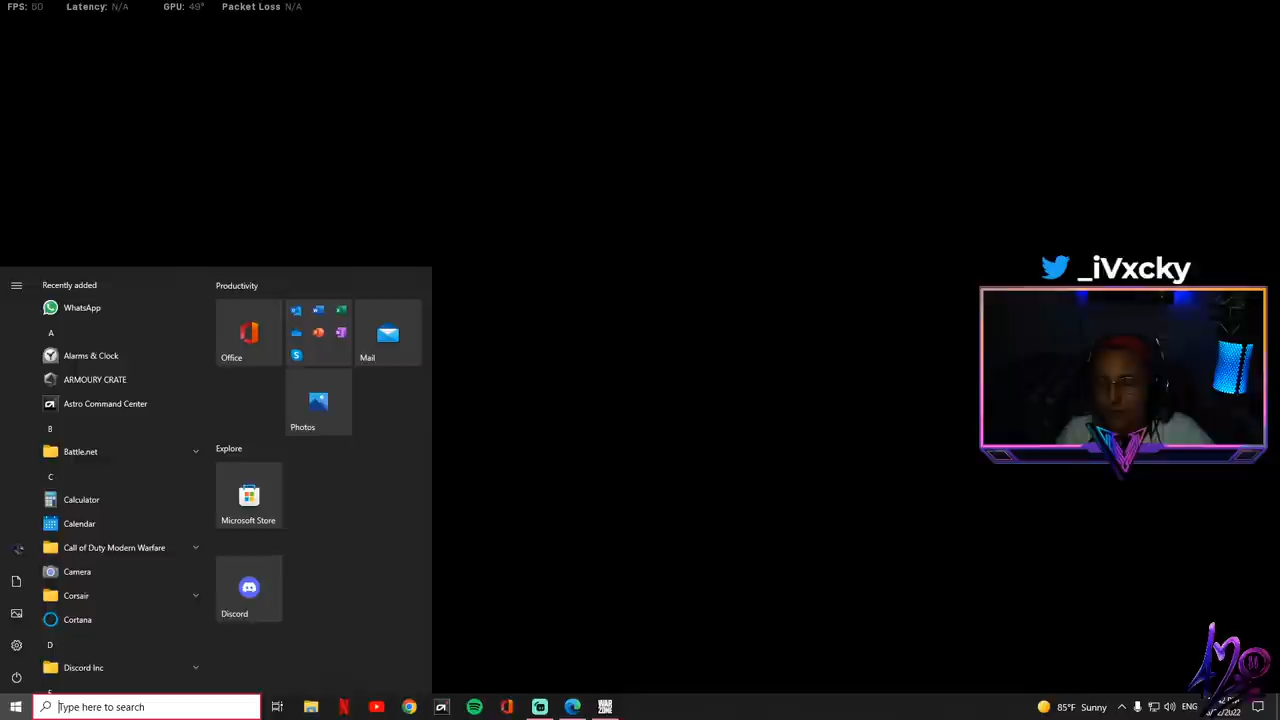 FPS: 60 Latency: N/A GPU: 49° Packet Loss N/A
_iVxcky
Recently added
WhatsApp
A
Alarms & Clock
ARMOURY CRATE
Astro Command Center
B
Battle.net
C
Calculator
Calendar
Call of Duty Modern Warfare
Camera
Corsair
Cortana
D
Discord Inc
Productivity
Office
Mail
Photos
Explore
Microsoft Store
Discord
Type here to search
WAR
ZONE
85°F Sunny
ENG